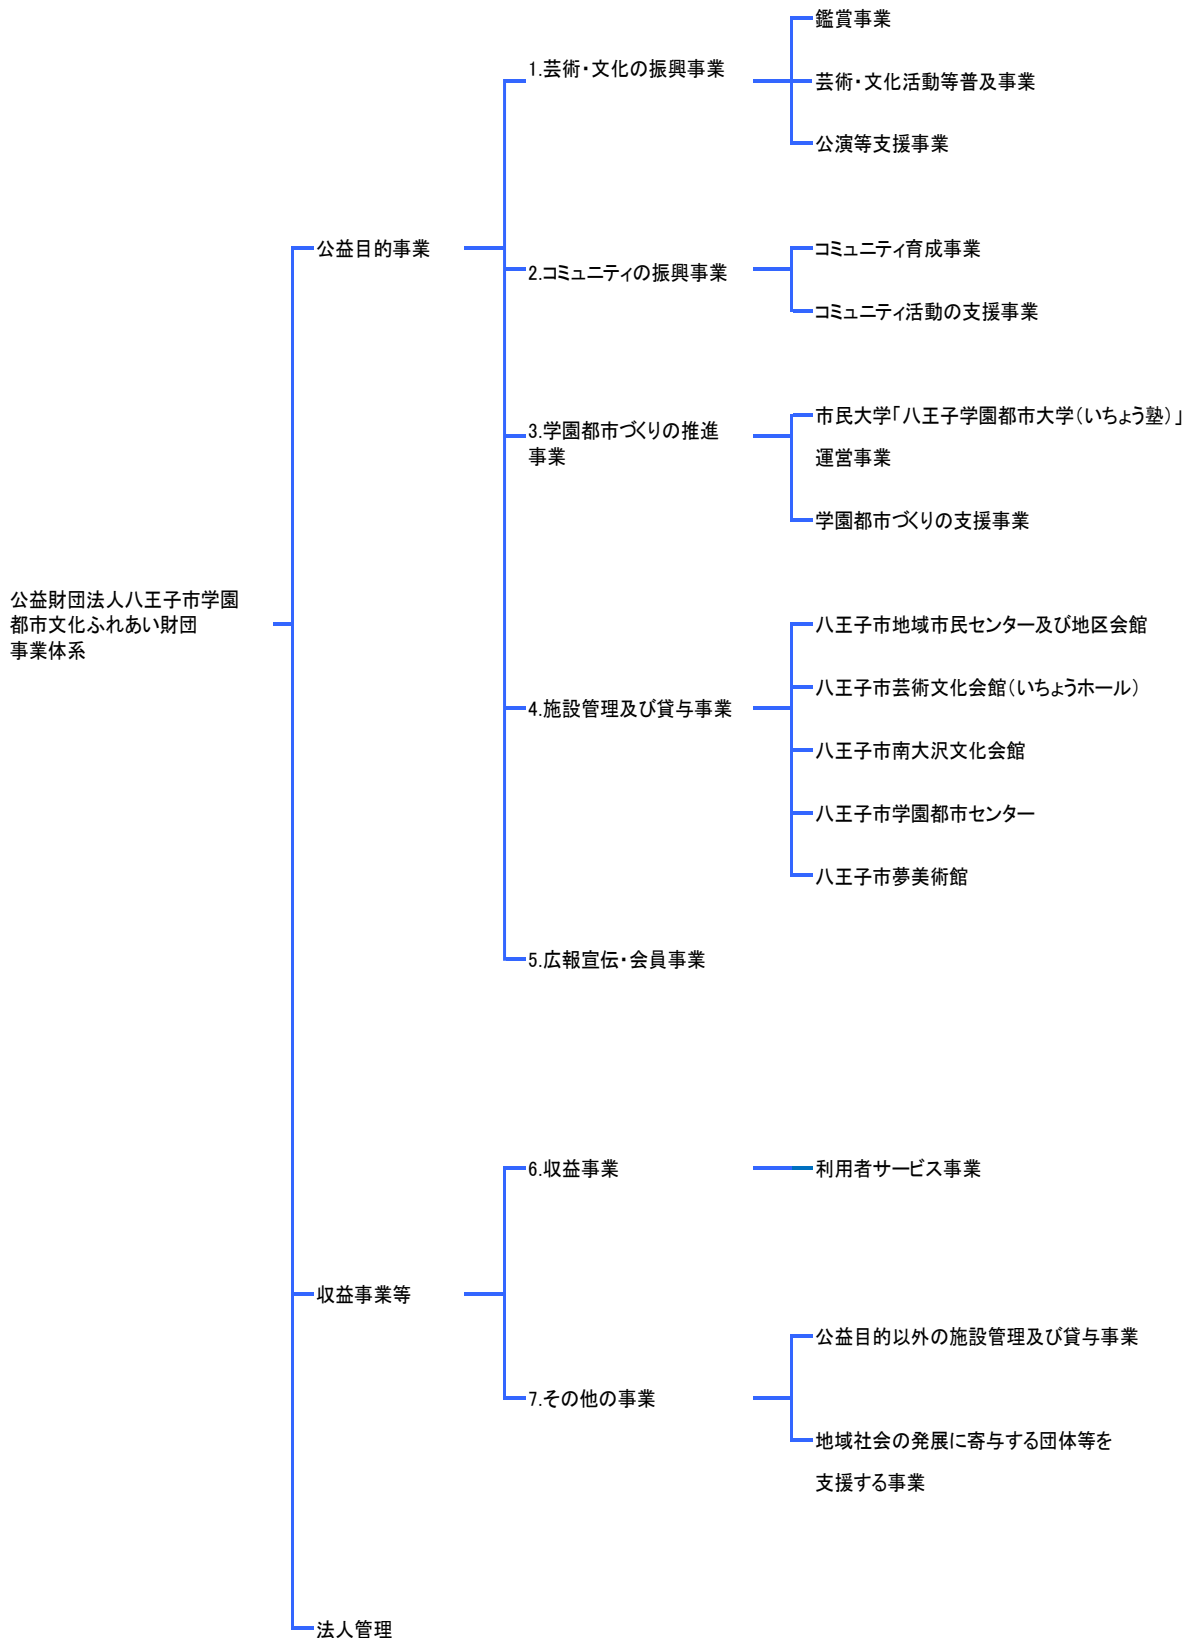 公益財団法人八王子市学園
都市文化ふれあい財団
事業体系
公益目的事業
1.芸術・文化の振興事業
鑑賞事業
芸術・文化活動等普及事業
公演等支援事業
2.コミュニティの振興事業
コミュニティ育成事業
コミュニティ活動の支援事業
3.学園都市づくりの推進
事業
市民大学「八王子学園都市大学(いちょう塾)」
運営事業
学園都市づくりの支援事業
4.施設管理及び貸与事業
八王子市地域市民センター及び地区会館
八王子市芸術文化会館(いちょうホール)
八王子市南大沢文化会館
八王子市学園都市センター
八王子市夢美術館
5.広報宣伝・会員事業
収益事業等
6.収益事業
利用者サービス事業
7.その他の事業
公益目的以外の施設管理及び貸与事業
地域社会の発展に寄与する団体等を
支援する事業
法人管理